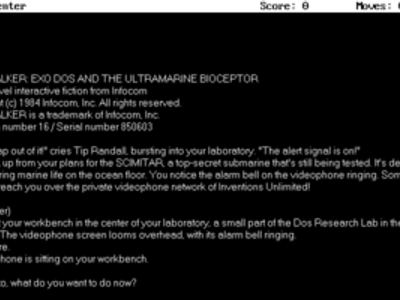 enter Score: 0 Moves:
ALKER: EXO DOS AND THE ULTRAMARINE BIOCEPTOR
vel interactive fiction from Infocom
t (c) 1984 Infocom, Inc. All rights reserved.
ALKER is a trademark of Infocom, Inc.
number 16 / Serial number 850603
ap out of it!" cries Tip Randall, bursting into your laboratory. "The alert signal is on!"
up from your plans for the SCIMITAR, a top-secret submarine that's still being tested. It's de
ring marine life on the ocean floor. You notice the alarm bell on the videophone ringing. Som
reach you over the private videophone network of Inventions Unlimited!
er)
your workbench in the center of your laboratory, a small part of the Dos Research Lab in the
The videophone screen looms overhead, with its alarm bell ringing.
re.
hone is sitting on your workbench.
o, what do you want to do now?